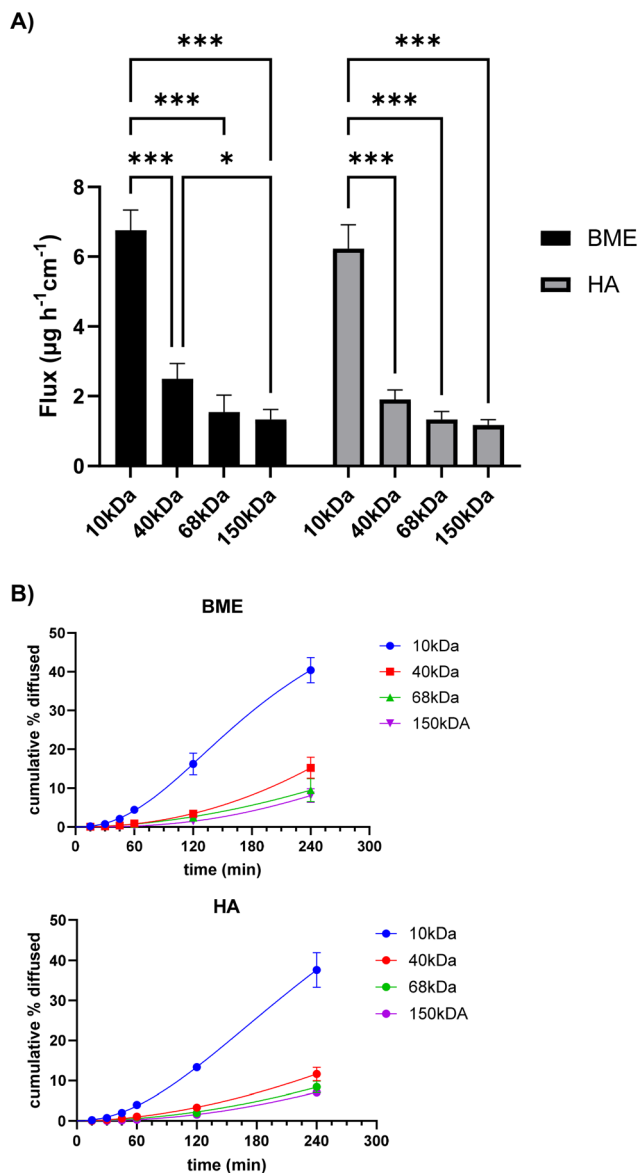 A)
*** ***
*** ***
*** * ***
8
6
4
2
0
Flux (µg h⁻¹cm⁻¹)
BME
HA
10kDa 40kDa 68kDa 150kDa 10kDa 40kDa 68kDa 150kDa
B)
BME
50
40
30
20
10
0
cumulative % diffused
0 60 120 180 240 300
time (min)
10kDa
40kDa
68kDa
150kDA
HA
50
40
30
20
10
0
cumulative % diffused
0 60 120 180 240 300
time (min)
10kDa
40kDa
68kDa
150kDA